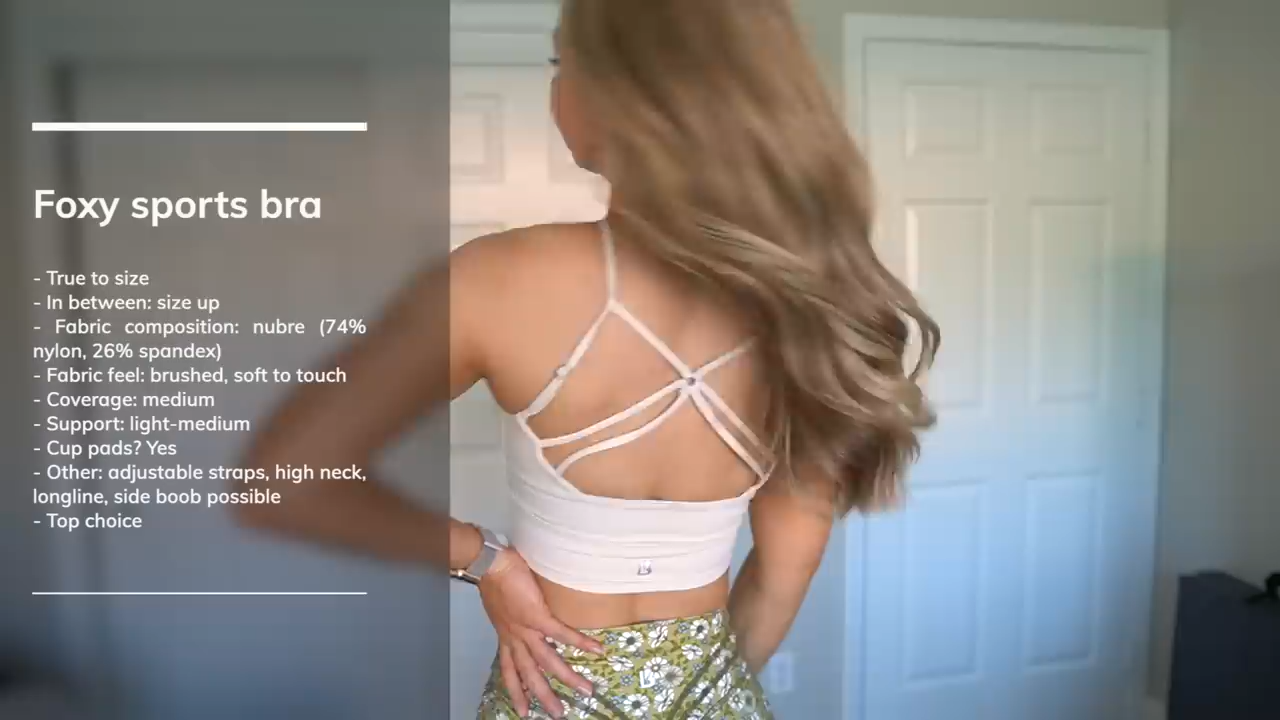 Foxy sports bra
- True to size
- In between: size up
- Fabric composition: nubre (74%
nylon, 26% spandex)
- Fabric feel: brushed, soft to touch
- Coverage: medium
- Support: light-medium
- Cup pads? Yes
- Other: adjustable straps, high neck,
longline, side boob possible
- Top choice